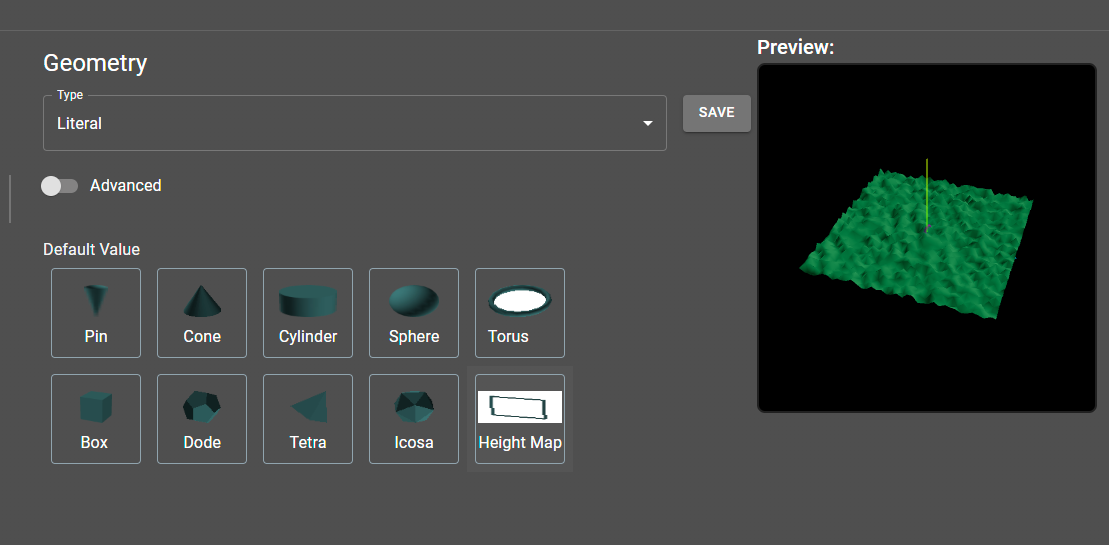 Preview:
Geometry
Type
Literal
SAVE
Advanced
Default Value
Pin
Cone
Cylinder
Sphere
Torus
Box
Dode
Tetra
Icosa
Height Map